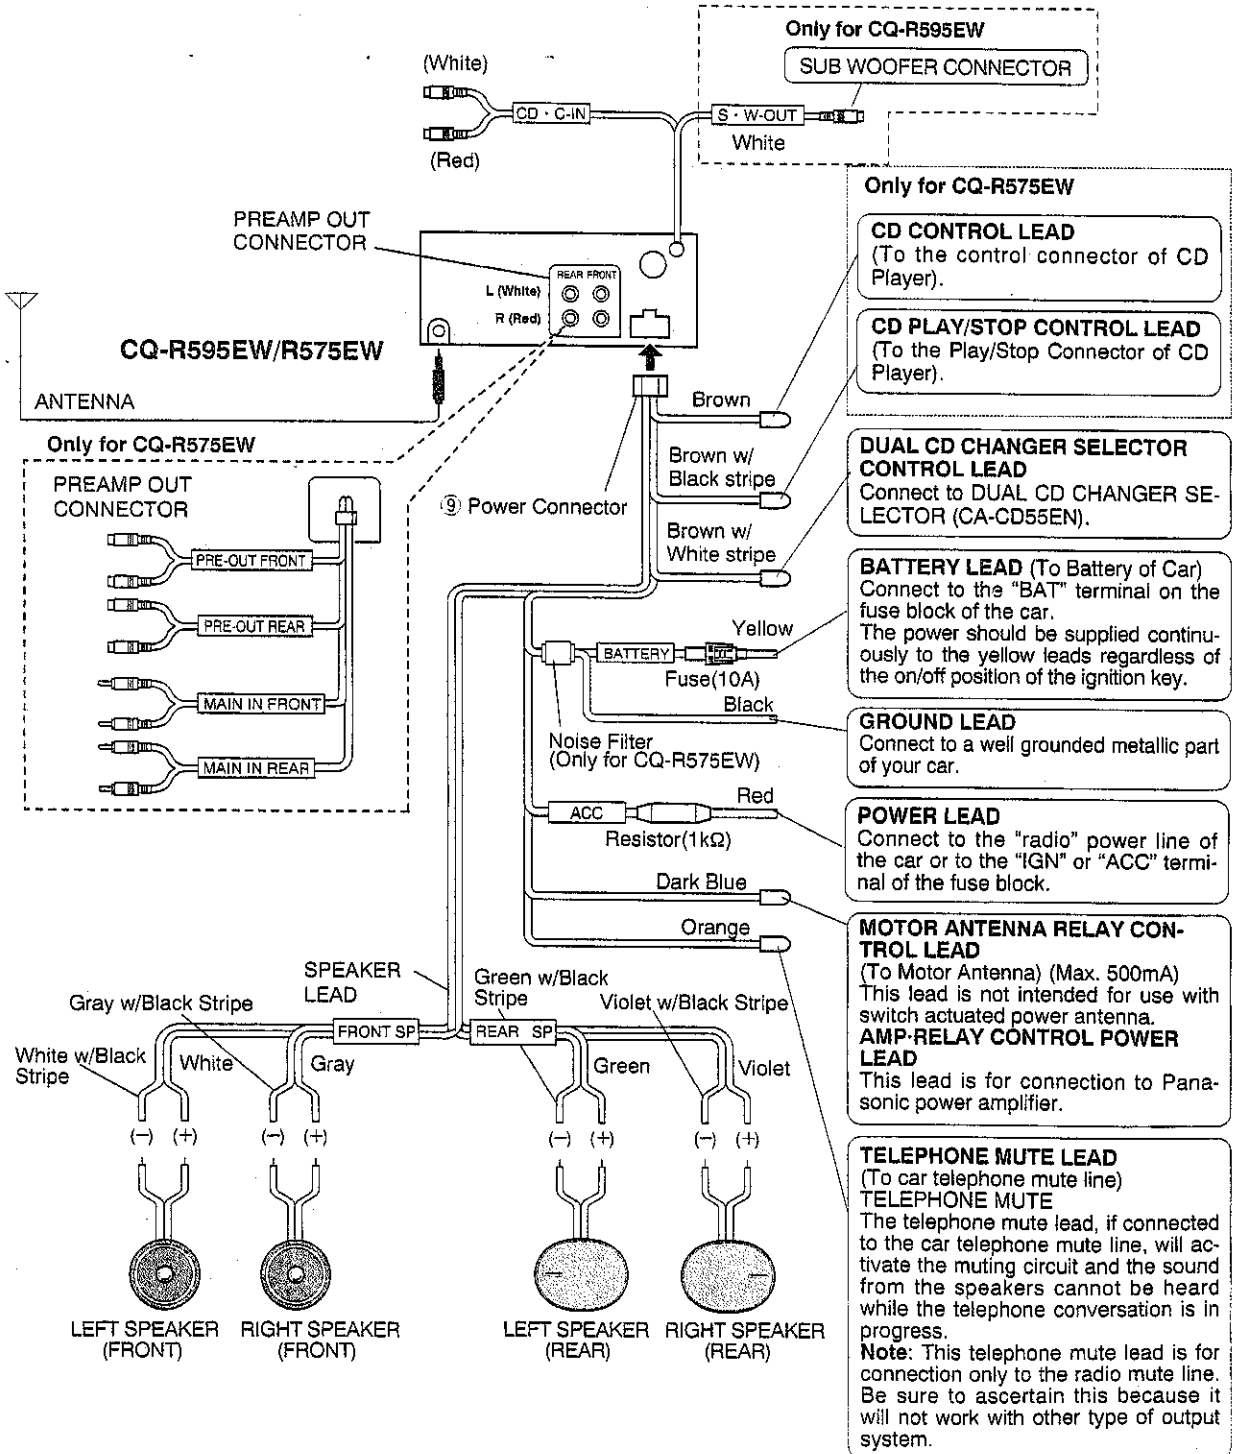 Only for CQ-R595EW
SUB WOOFER CONNECTOR
(White)
CD・C-IN
(Red)
S・W-OUT
White
PREAMP OUT
CONNECTOR
REAR FRONT
L (White)
R (Red)
CQ-R595EW/R575EW
ANTENNA
Only for CQ-R575EW
CD CONTROL LEAD
(To the control connector of CD
Player).
CD PLAY/STOP CONTROL LEAD
(To the Play/Stop Connector of CD
Player).
Only for CQ-R575EW
PREAMP OUT
CONNECTOR
PRE-OUT FRONT
PRE-OUT REAR
MAIN IN FRONT
MAIN IN REAR
⑨ Power Connector
Brown
Brown w/
Black stripe
Brown w/
White stripe
DUAL CD CHANGER SELECTOR
CONTROL LEAD
Connect to DUAL CD CHANGER SE-
LECTOR (CA-CD55EN).
Yellow
BATTERY
Fuse(10A)
Black
Noise Filter
(Only for CQ-R575EW)
BATTERY LEAD (To Battery of Car)
Connect to the "BAT" terminal on the
fuse block of the car.
The power should be supplied continu-
ously to the yellow leads regardless of
the on/off position of the ignition key.
GROUND LEAD
Connect to a well grounded metallic part
of your car.
Red
ACC
Resistor(1kΩ)
POWER LEAD
Connect to the "radio" power line of
the car or to the "IGN" or "ACC" termi-
nal of the fuse block.
Dark Blue
Orange
MOTOR ANTENNA RELAY CON-
TROL LEAD
(To Motor Antenna) (Max. 500mA)
This lead is not intended for use with
switch actuated power antenna.
AMP·RELAY CONTROL POWER
LEAD
This lead is for connection to Pana-
sonic power amplifier.
SPEAKER
LEAD
Gray w/Black Stripe
Green w/Black
Stripe
Violet w/Black Stripe
FRONT SP
REAR SP
White w/Black
Stripe
White
Gray
Green
Violet
(−) (+)
(−) (+)
(−) (+)
(−) (+)
LEFT SPEAKER
(FRONT)
RIGHT SPEAKER
(FRONT)
LEFT SPEAKER
(REAR)
RIGHT SPEAKER
(REAR)
TELEPHONE MUTE LEAD
(To car telephone mute line)
TELEPHONE MUTE
The telephone mute lead, if connected
to the car telephone mute line, will ac-
tivate the muting circuit and the sound
from the speakers cannot be heard
while the telephone conversation is in
progress.
Note: This telephone mute lead is for
connection only to the radio mute line.
Be sure to ascertain this because it
will not work with other type of output
system.